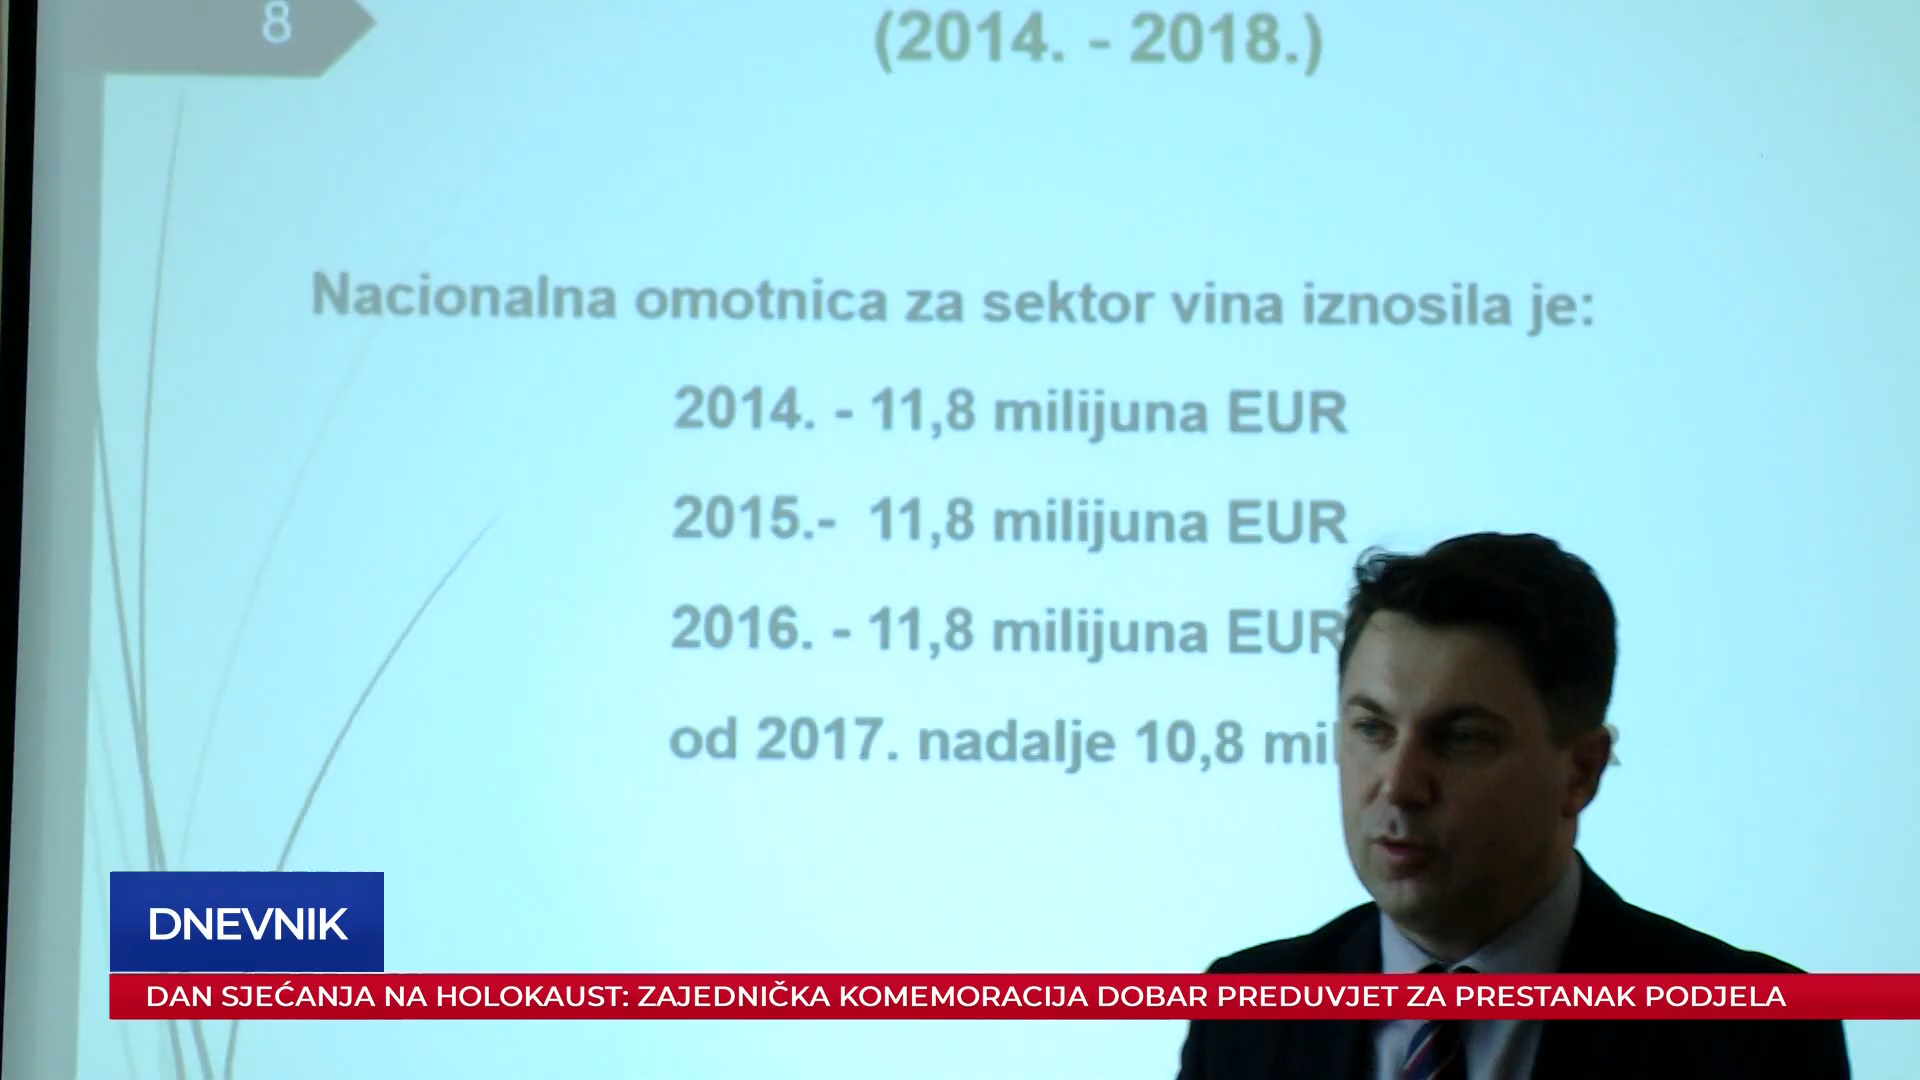 8
(2014. - 2018.)
Nacionalna omotnica za sektor vina iznosila je:
2014. - 11,8 milijuna EUR
2015.- 11,8 milijuna EUR
2016. - 11,8 milijuna EUR
od 2017. nadalje 10,8
DNEVNIK
DAN SJEĆANJA NA HOLOKAUST: ZAJEDNIČKA KOMEMORACIJA DOBAR PREDUVJET ZA PRESTANAK PODJELA